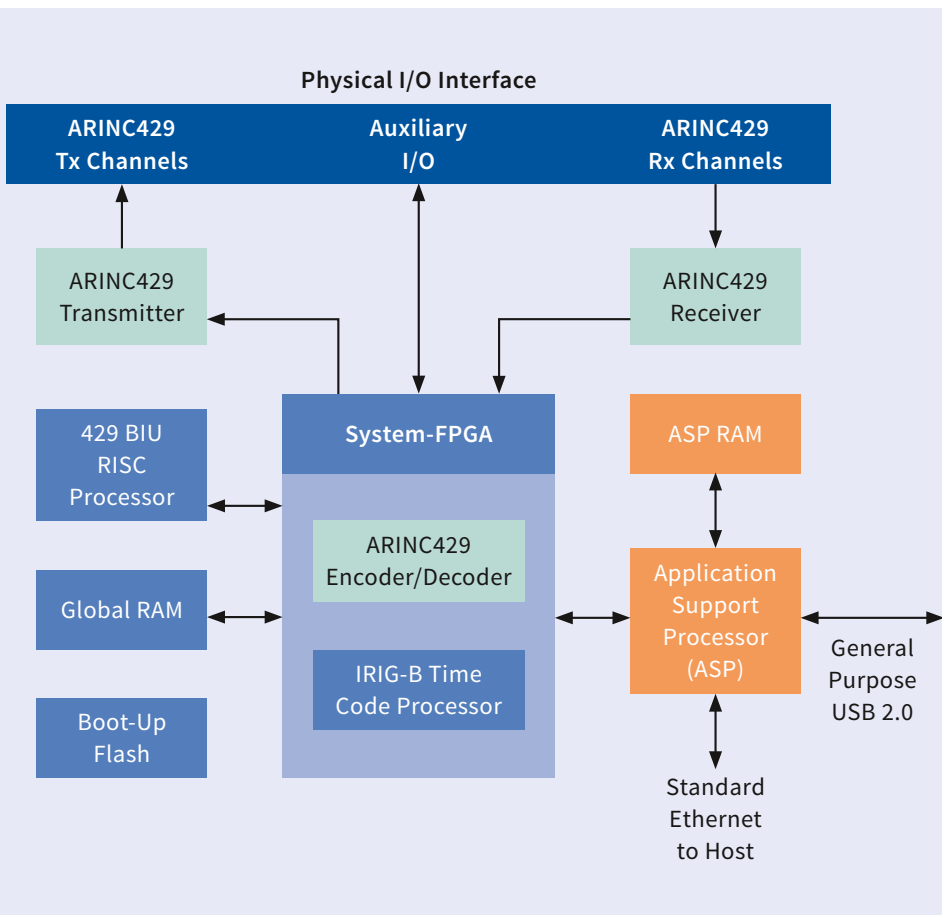 Physical I/O Interface
ARINC429
Tx Channels
Auxiliary
I/O
ARINC429
Rx Channels
ARINC429
Transmitter
ARINC429
Receiver
429 BIU
RISC
Processor
System-FPGA
ASP RAM
ARINC429
Encoder/Decoder
Global RAM
Application
Support
Processor
(ASP)
General
Purpose
USB 2.0
IRIG-B Time
Code Processor
Boot-Up
Flash
Standard
Ethernet
to Host